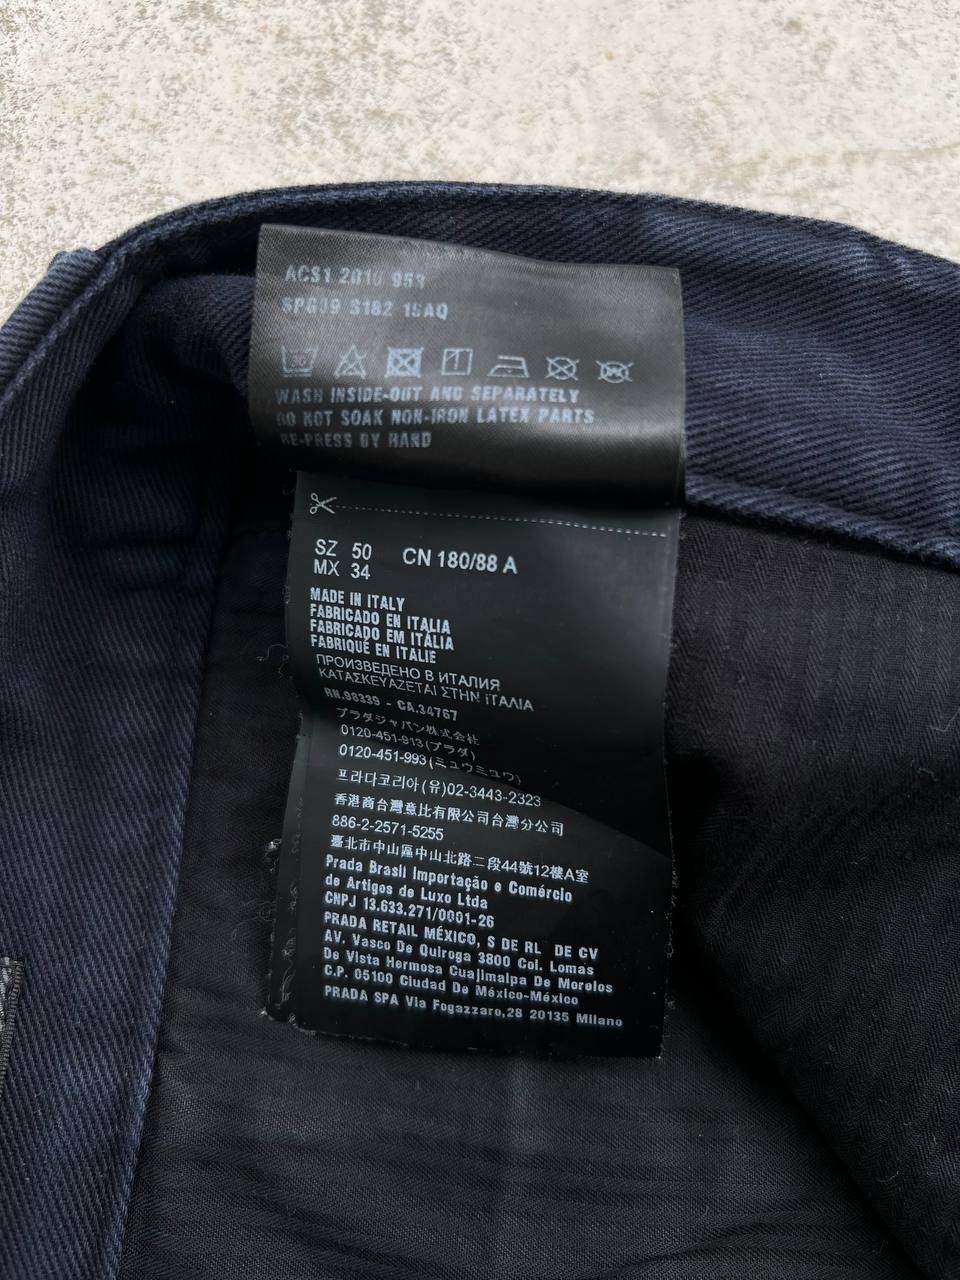 ACS1 2010 953
SPG09 S182 19AQ
WASH INSIDE-OUT AND SEPARATELY
DO NOT SOAK NON-IRON LATEX PARTS
RE-PRESS BY HAND
SZ 50 CN 180/88 A
MX 34
MADE IN ITALY
FABRICADO EN ITALIA
FABRICADO EM ITÁLIA
FABRIQUÉ EN ITALIE
ПРОИЗВЕДЕНО В ИТАЛИЯ
ΚΑΤΑΣΚΕΥΑΖΕΤΑΙ ΣΤΗΝ ΙΤΑΛΙΑ
RN.98339 - CA.34767
プラダジャパン株式会社
0120-451-913(プラダ)
0120-451-993(ミュウミュウ)
프라다코리아(유)02-3443-2323
香港商台灣意比有限公司台灣分公司
886-2-2571-5255
臺北市中山區中山北路二段44號12樓A室
Prada Brasil Importação e Comércio
de Artigos de Luxo Ltda
CNPJ 13.633.271/0001-26
PRADA RETAIL MÉXICO, S DE RL DE CV
AV. Vasco De Quiroga 3800 Col. Lomas
De Vista Hermosa Cuajimalpa De Morelos
C.P. 05100 Ciudad De México-México
PRADA SPA Via Fogazzaro,28 20135 Milano